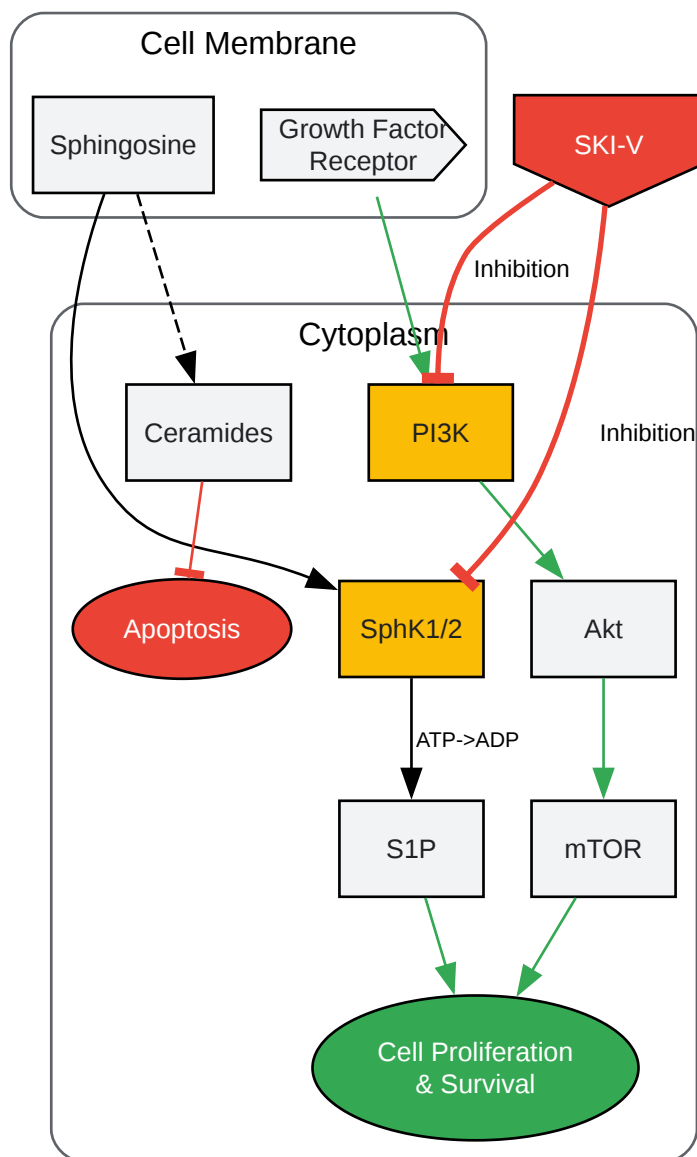 Cell Membrane
Sphingosine
Growth Factor
Receptor
SKI-V
Inhibition
Cytoplasm
Ceramides
PI3K
Inhibition
Apoptosis
SphK1/2
Akt
ATP->ADP
S1P
mTOR
Cell Proliferation
& Survival